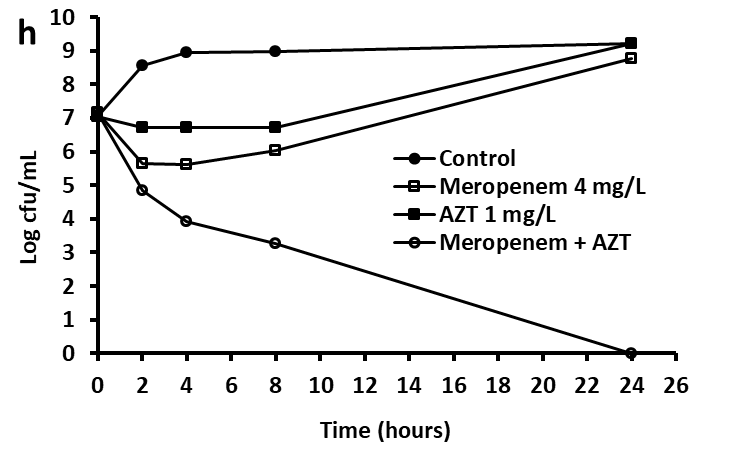 h
10
9
8
7
6
5
4
3
2
1
0
Log cfu/mL
Control
Meropenem 4 mg/L
AZT 1 mg/L
Meropenem + AZT
0 2 4 6 8 10 12 14 16 18 20 22 24 26
Time (hours)